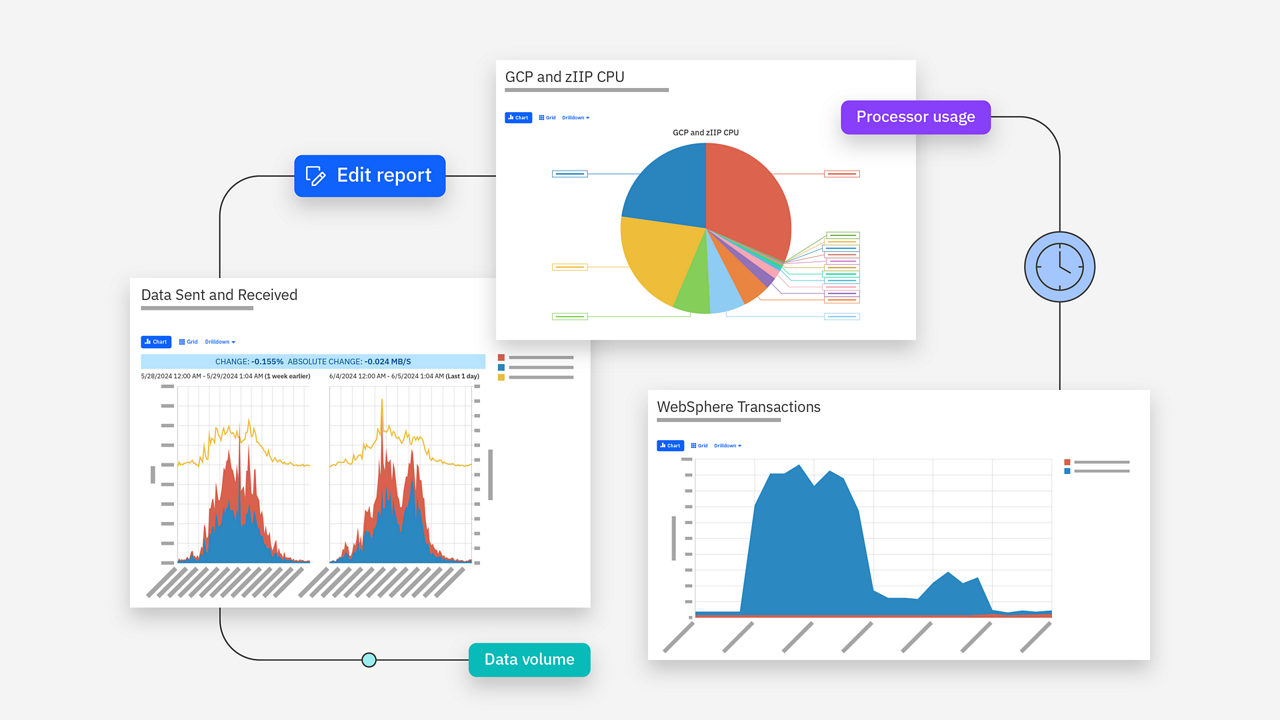 GCP and zIIP CPU
Chart Grid Drilldown
GCP and zIIP CPU
Processor usage
Edit report
Data Sent and Received
Chart Grid Drilldown
CHANGE: -0.155% ABSOLUTE CHANGE: -0.024 MB/S
5/28/2024 12:00 AM - 5/29/2024 1:04 AM (1 week earlier)
6/4/2024 12:00 AM - 6/5/2024 1:04 AM (Last 1 day)
WebSphere Transactions
Chart Grid Drilldown
Data volume